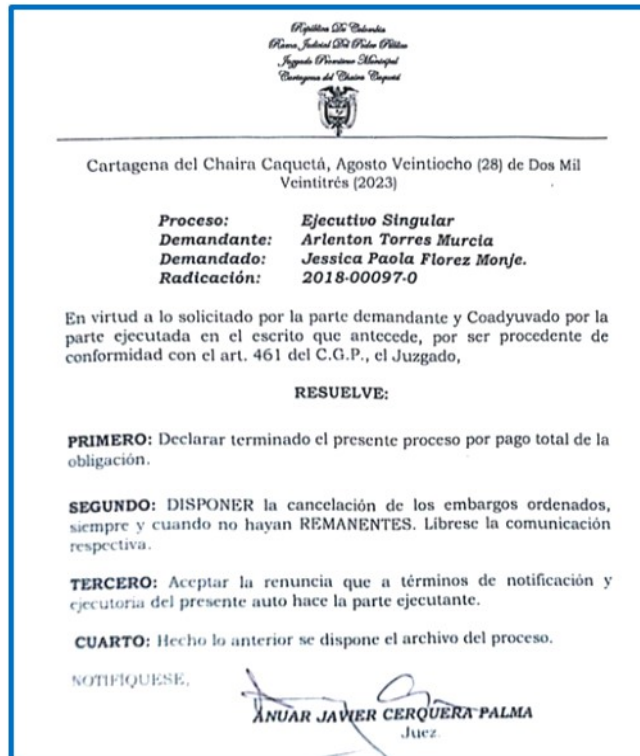 República De Colombia
Rama Judicial Del Poder Público
Juzgado Promiscuo Municipal
Cartagena del Chaira Caquetá
Cartagena del Chaira Caquetá, Agosto Veintiocho (28) de Dos Mil
Veintitrés (2023)
Proceso: Ejecutivo Singular
Demandante: Arlenton Torres Murcia
Demandado: Jessica Paola Florez Monje.
Radicación: 2018-00097-0
En virtud a lo solicitado por la parte demandante y Coadyuvado por la
parte ejecutada en el escrito que antecede, por ser procedente de
conformidad con el art. 461 del C.G.P., el Juzgado,
RESUELVE:
PRIMERO: Declarar terminado el presente proceso por pago total de la
obligación.
SEGUNDO: DISPONER la cancelación de los embargos ordenados,
siempre y cuando no hayan REMANENTES. Líbrese la comunicación
respectiva.
TERCERO: Aceptar la renuncia que a términos de notificación y
ejecutoria del presente auto hace la parte ejecutante.
CUARTO: Hecho lo anterior se dispone el archivo del proceso.
NOTIFIQUESE,
ANUAR JAVIER CERQUERA PALMA
Juez.